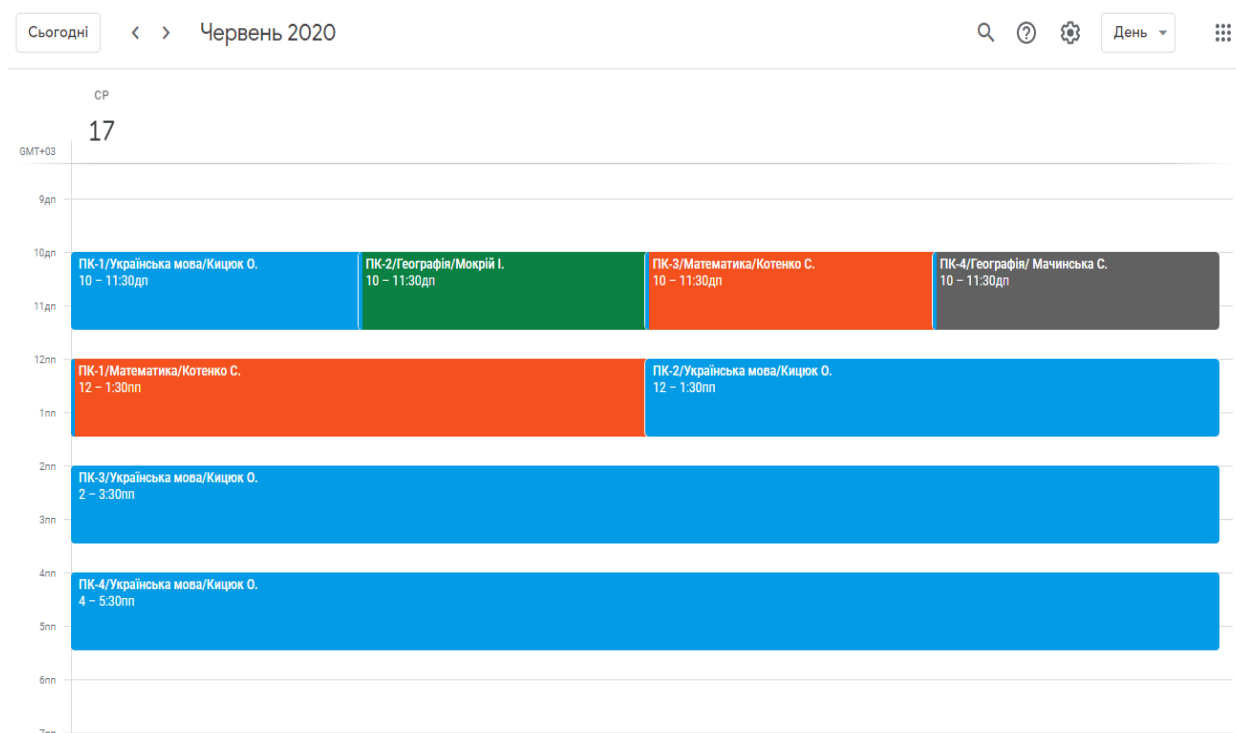 Сьогодні
Червень 2020
День
СР
17
GMT+03
9дп
10дп
ПК-1/Українська мова/Кицюк О.
10 – 11:30дп
ПК-2/Географія/Мокрій І.
10 – 11:30дп
ПК-3/Математика/Котенко С.
10 – 11:30дп
ПК-4/Географія/ Мачинська С.
10 – 11:30дп
11дп
12пп
ПК-1/Математика/Котенко С.
12 – 1:30пп
ПК-2/Українська мова/Кицюк О.
12 – 1:30пп
1пп
2пп
ПК-3/Українська мова/Кицюк О.
2 – 3:30пп
3пп
4пп
ПК-4/Українська мова/Кицюк О.
4 – 5:30пп
5пп
6пп
7пп